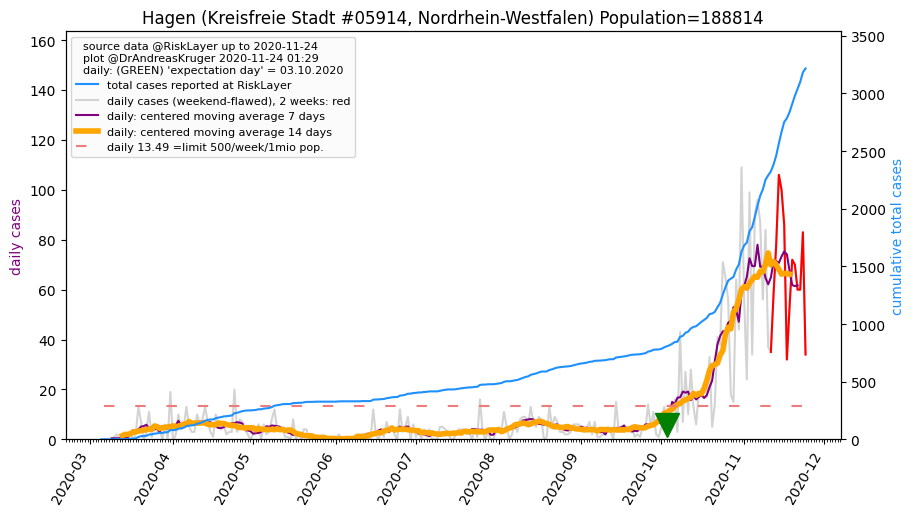 Hagen (Kreisfreie Stadt #05914, Nordrhein-Westfalen) Population=188814
source data @RiskLayer up to 2020-11-24
plot @DrAndreasKruger 2020-11-24 01:29
daily: (GREEN) 'expectation day' = 03.10.2020
total cases reported at RiskLayer
daily cases (weekend-flawed), 2 weeks: red
daily: centered moving average 7 days
daily: centered moving average 14 days
daily 13.49 =limit 500/week/1mio pop.
daily cases
160
140
120
100
80
60
40
20
0
3500
3000
2500
2000
1500
1000
500
0
cumulative total cases
2020-03
2020-04
2020-05
2020-06
2020-07
2020-08
2020-09
2020-10
2020-11
2020-12